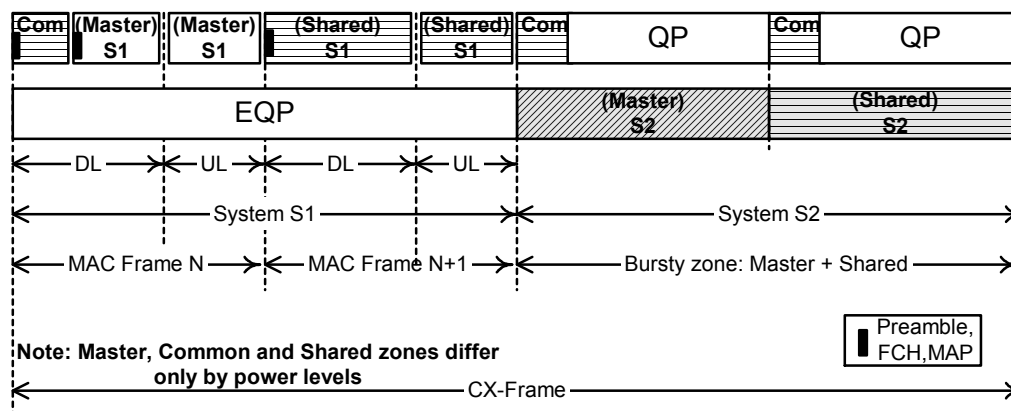 Com (Master) S1 (Master) S1 (Shared) S1 (Shared) S1 Com QP Com QP
EQP (Master) S2 (Shared) S2
DL UL DL UL
System S1 System S2
MAC Frame N MAC Frame N+1 Bursty zone: Master + Shared
Preamble,
FCH,MAP
Note: Master, Common and Shared zones differ
only by power levels
CX-Frame